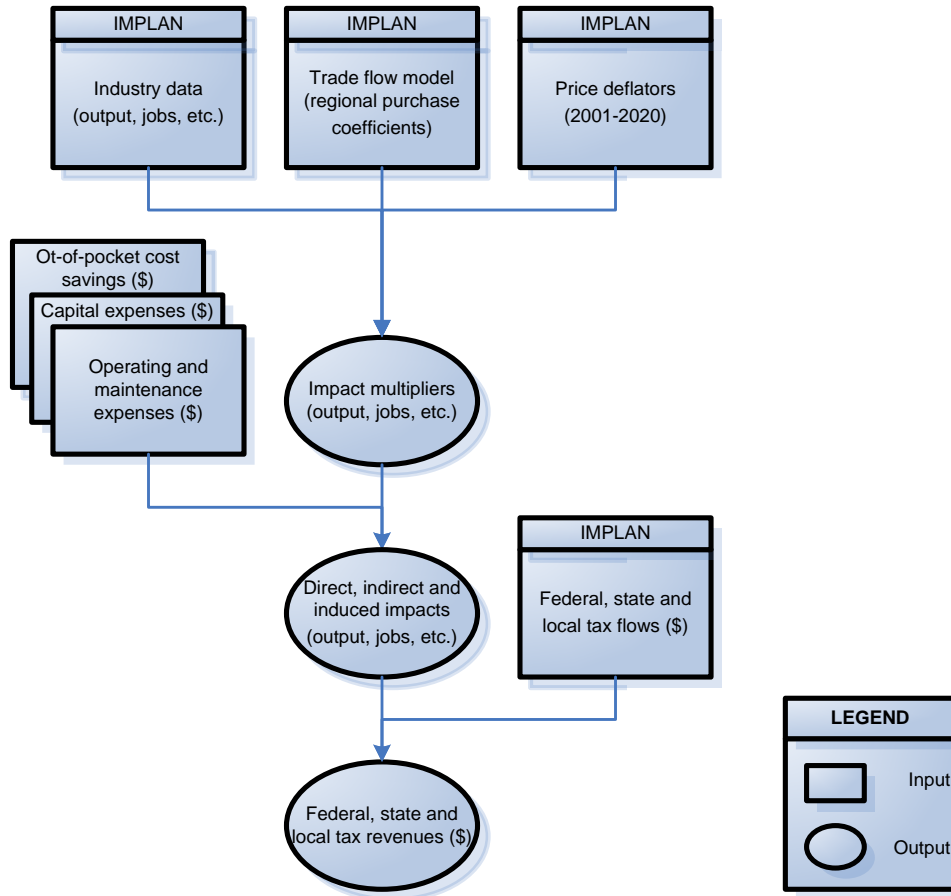 IMPLAN
Industry data
(output, jobs, etc.)
IMPLAN
Trade flow model
(regional purchase
coefficients)
IMPLAN
Price deflators
(2001-2020)
Ot-of-pocket cost
savings ($)
Capital expenses ($)
Operating and
maintenance
expenses ($)
Impact multipliers
(output, jobs, etc.)
Direct, indirect and
induced impacts
(output, jobs, etc.)
IMPLAN
Federal, state and
local tax flows ($)
Federal, state and
local tax revenues ($)
LEGEND
Input
Output